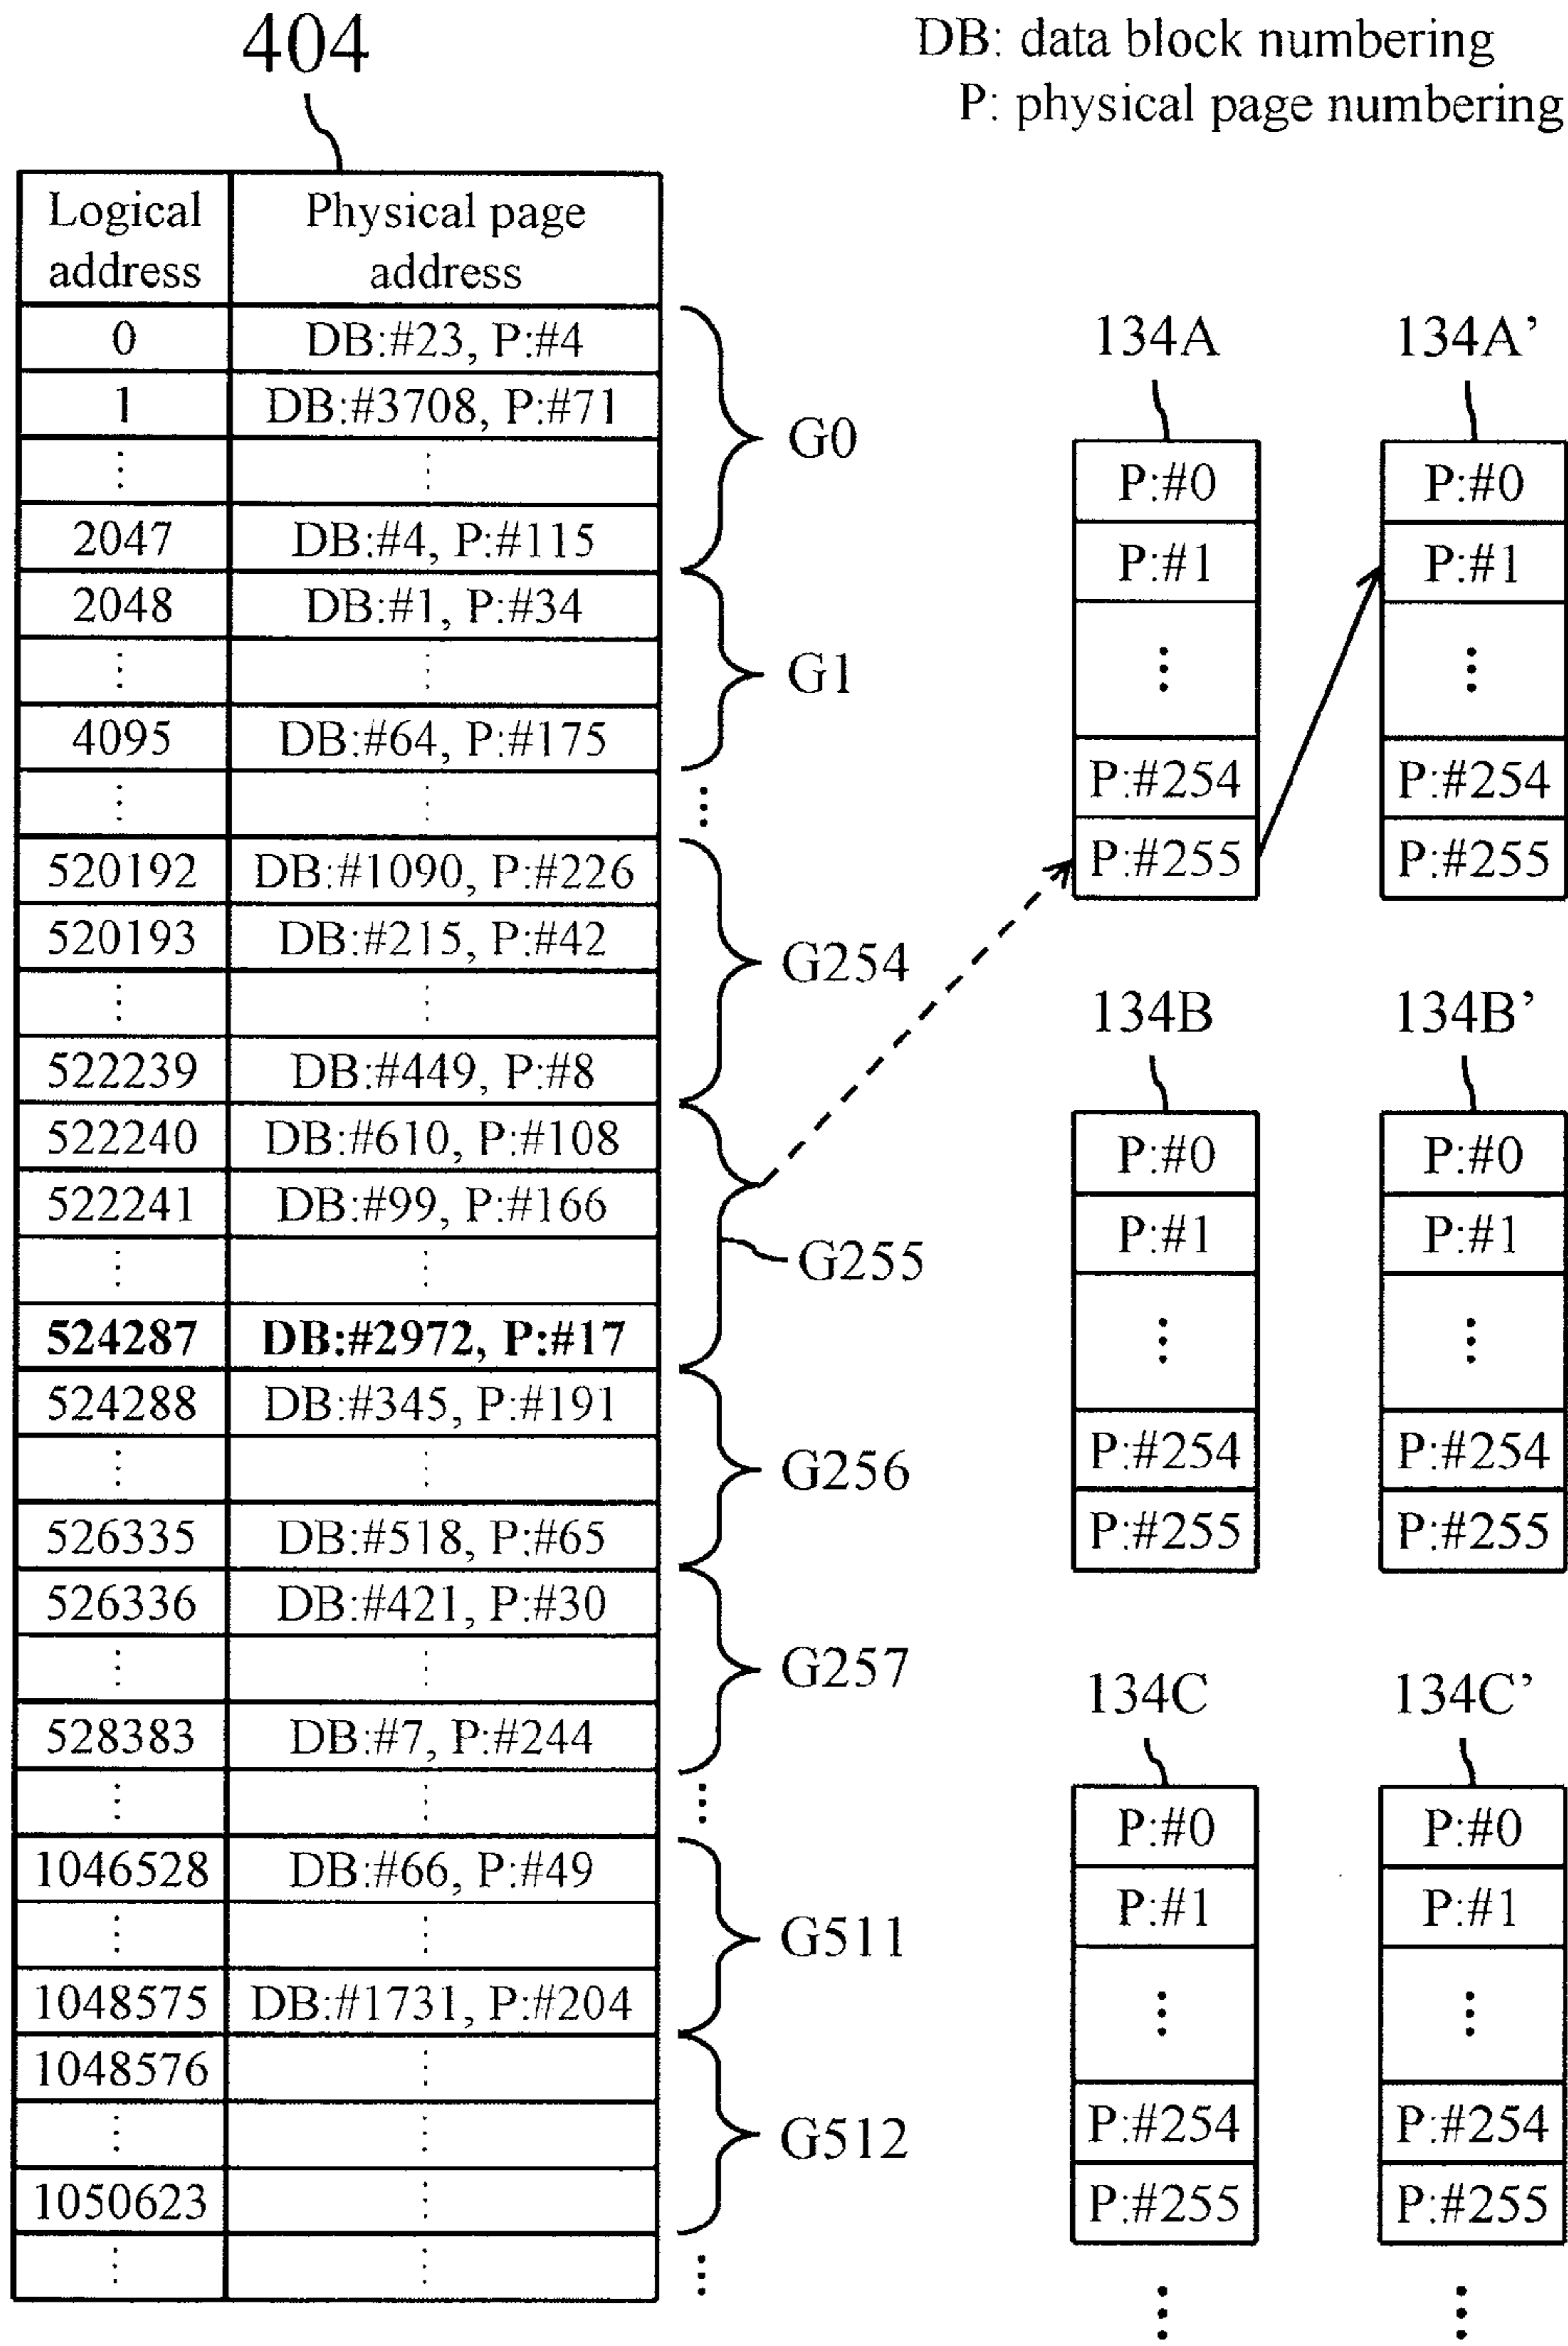 404
DB: data block numbering
P: physical page numbering
Logical address
Physical page address
0 DB:#23, P:#4
1 DB:#3708, P:#71
⋮ ⋮
2047 DB:#4, P:#115
G0
2048 DB:#1, P:#34
⋮ ⋮
4095 DB:#64, P:#175
G1
⋮ ⋮ ⋮
520192 DB:#1090, P:#226
520193 DB:#215, P:#42
⋮ ⋮
522239 DB:#449, P:#8
G254
522240 DB:#610, P:#108
522241 DB:#99, P:#166
⋮ ⋮
524287 DB:#2972, P:#17
G255
524288 DB:#345, P:#191
⋮ ⋮
526335 DB:#518, P:#65
G256
526336 DB:#421, P:#30
⋮ ⋮
528383 DB:#7, P:#244
G257
⋮ ⋮ ⋮
1046528 DB:#66, P:#49
⋮ ⋮
1048575 DB:#1731, P:#204
G511
1048576 ⋮
⋮ ⋮
1050623 ⋮
G512
⋮ ⋮ ⋮
134A
P:#0
P:#1
⋮
P:#254
P:#255
134A’
P:#0
P:#1
⋮
P:#254
P:#255
134B
P:#0
P:#1
⋮
P:#254
P:#255
134B’
P:#0
P:#1
⋮
P:#254
P:#255
134C
P:#0
P:#1
⋮
P:#254
P:#255
134C’
P:#0
P:#1
⋮
P:#254
P:#255
⋮ ⋮